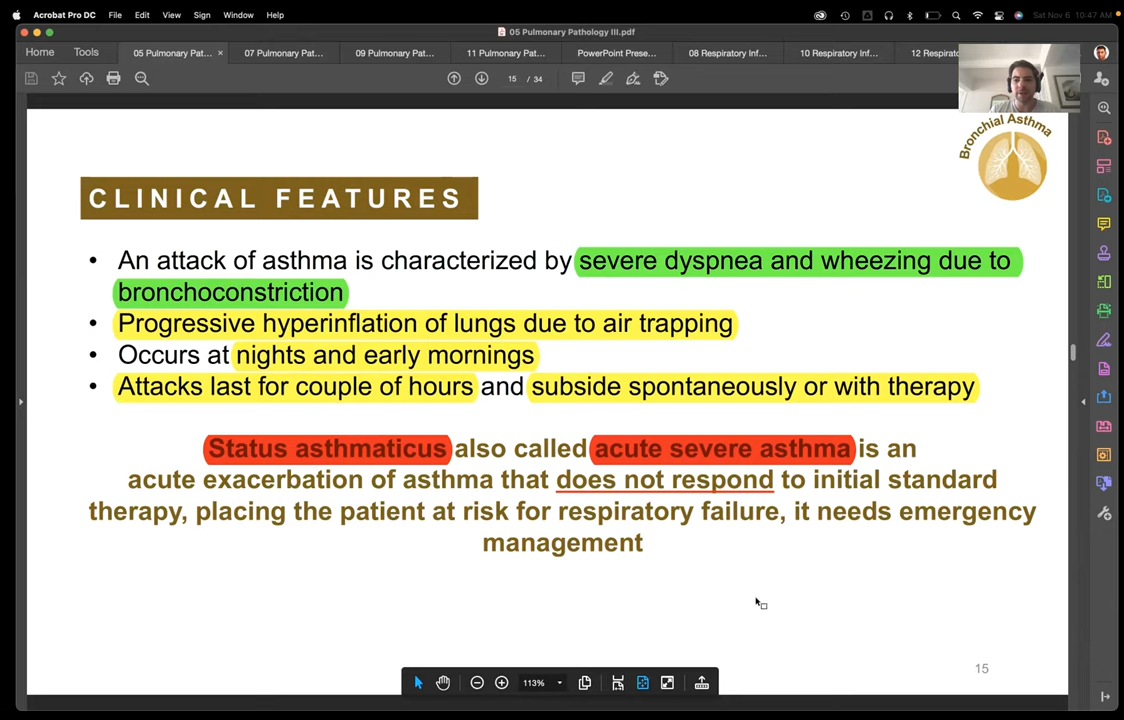 Acrobat Pro DC File Edit View Sign Window Help Sat Nov 6 10:47 AM
05 Pulmonary Pathology III.pdf
Home Tools 05 Pulmonary Pat... × 07 Pulmonary Pat... 09 Pulmonary Pat... 11 Pulmonary Pat... PowerPoint Prese... 08 Respiratory Inf... 10 Respiratory Inf... 12 Respirato
15 / 34
Bronchial Asthma
CLINICAL FEATURES
• An attack of asthma is characterized by severe dyspnea and wheezing due to
bronchoconstriction
• Progressive hyperinflation of lungs due to air trapping
• Occurs at nights and early mornings
• Attacks last for couple of hours and subside spontaneously or with therapy
Status asthmaticus also called acute severe asthma is an
acute exacerbation of asthma that does not respond to initial standard
therapy, placing the patient at risk for respiratory failure, it needs emergency
management
15
113%